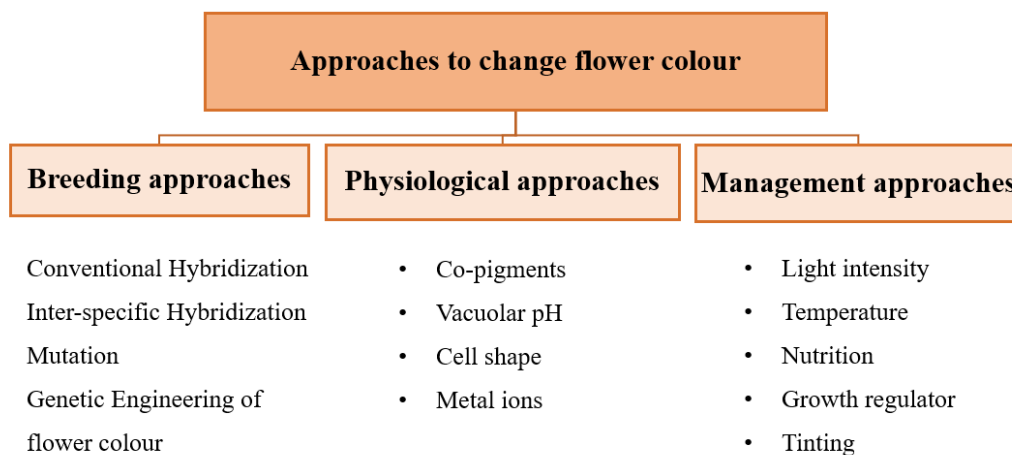 Approaches to change flower colour
Breeding approaches
Physiological approaches
Management approaches
Conventional Hybridization
Inter-specific Hybridization
Mutation
Genetic Engineering of
flower colour
• Co-pigments
• Vacuolar pH
• Cell shape
• Metal ions
• Light intensity
• Temperature
• Nutrition
• Growth regulator
• Tinting